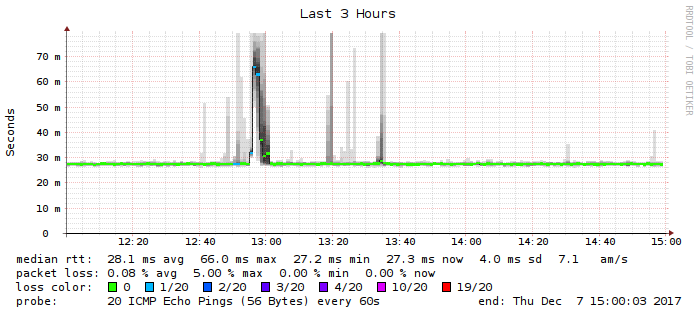 Last 3 Hours
RRDTOOL / TOBI OETIKER
Seconds
70 m
60 m
50 m
40 m
30 m
20 m
10 m
0
12:20 12:40 13:00 13:20 13:40 14:00 14:20 14:40 15:00
median rtt: 28.1 ms avg 66.0 ms max 27.2 ms min 27.3 ms now 4.0 ms sd 7.1 am/s
packet loss: 0.08 % avg 5.00 % max 0.00 % min 0.00 % now
loss color: 0 1/20 2/20 3/20 4/20 10/20 19/20
probe: 20 ICMP Echo Pings (56 Bytes) every 60s end: Thu Dec 7 15:00:03 2017